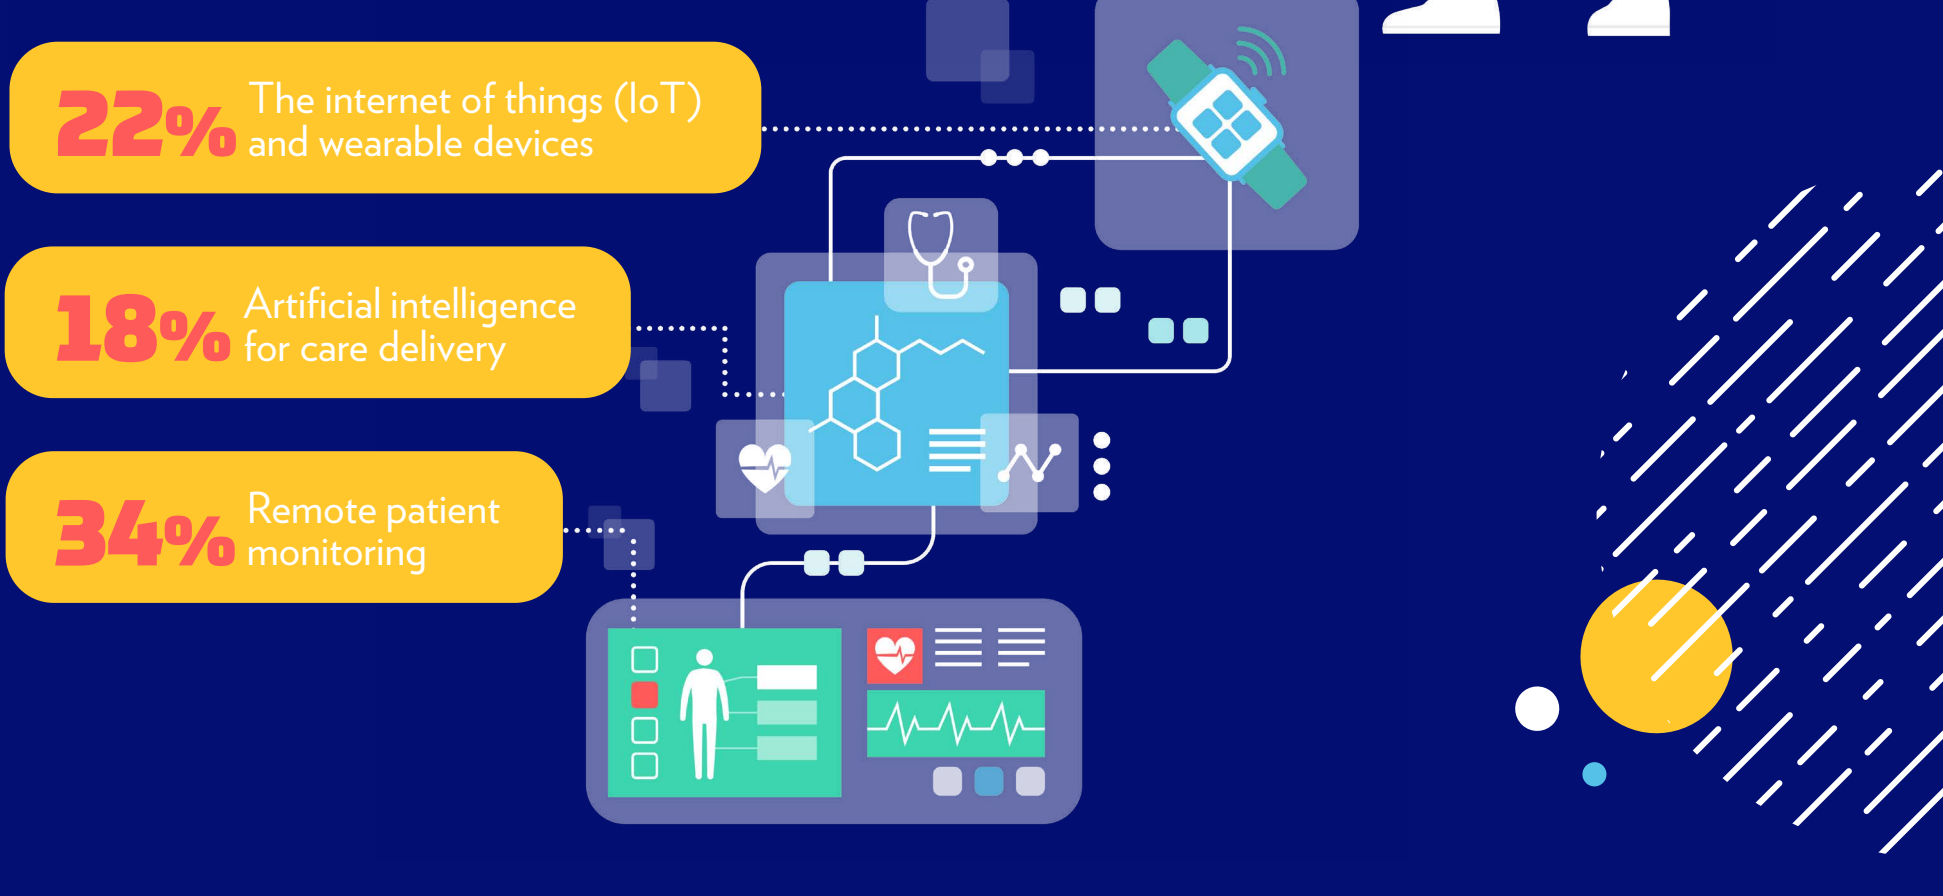 22% The internet of things (IoT)
and wearable devices
18% Artificial intelligence
for care delivery
34% Remote patient
monitoring